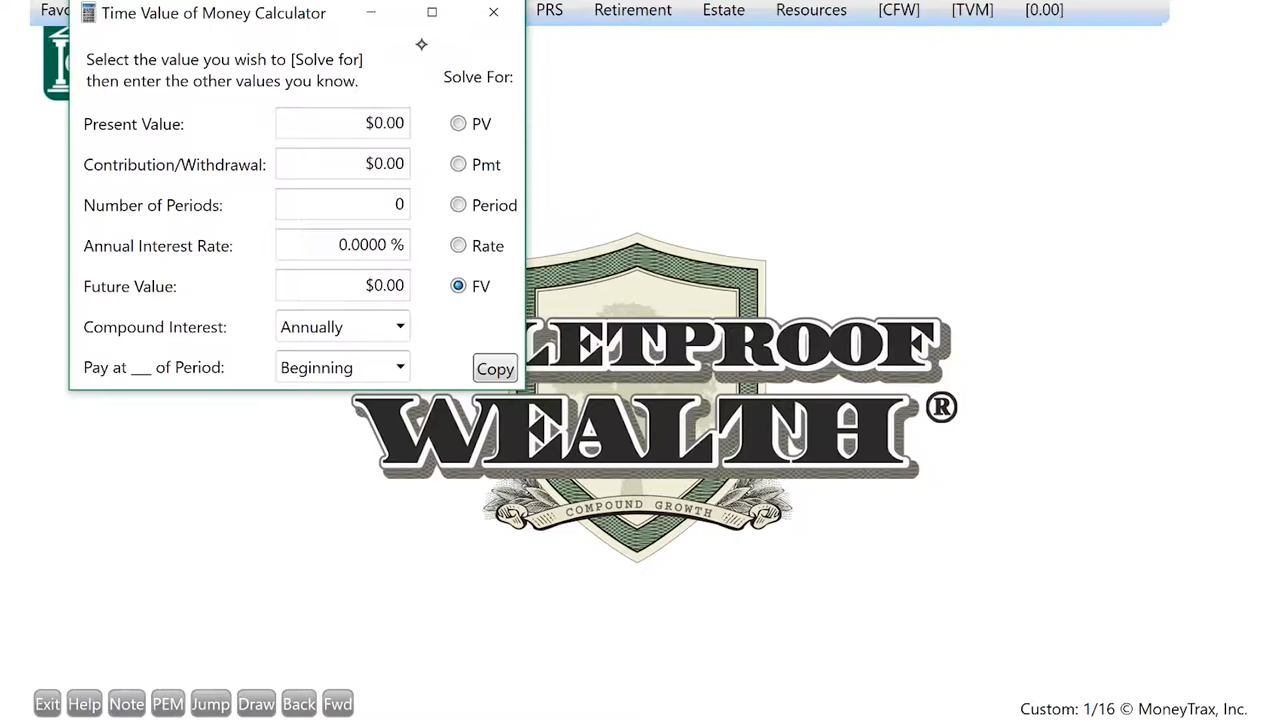 Time Value of Money Calculator
PRS Retirement Estate Resources [CFW] [TVM] [0.00]
Select the value you wish to [Solve for]
then enter the other values you know.
Solve For:
Present Value: $0.00 PV
Contribution/Withdrawal: $0.00 Pmt
Number of Periods: 0 Period
Annual Interest Rate: 0.0000 % Rate
Future Value: $0.00 FV
Compound Interest: Annually
Pay at ___ of Period: Beginning Copy
WEALTH®
COMPOUND GROWTH
Exit Help Note PEM Jump Draw Back Fwd
Custom: 1/16 © MoneyTrax, Inc.